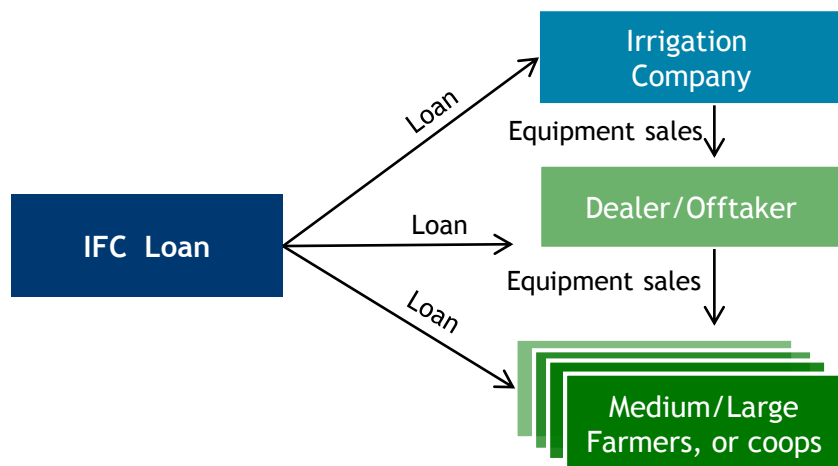 Irrigation
Company
Loan
Equipment sales
Dealer/Offtaker
IFC Loan
Loan
Equipment sales
Loan
Medium/Large
Farmers, or coops